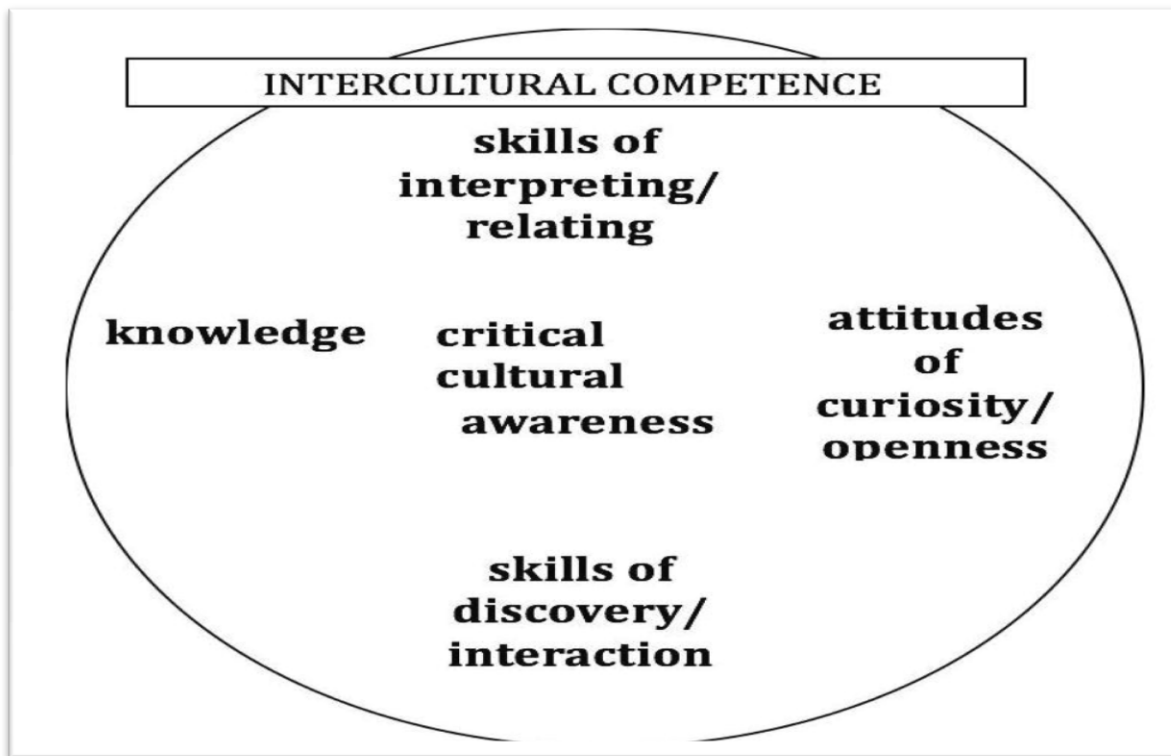 INTERCULTURAL COMPETENCE
skills of
interpreting/
relating
knowledge
critical
cultural
awareness
attitudes
of
curiosity/
openness
skills of
discovery/
interaction